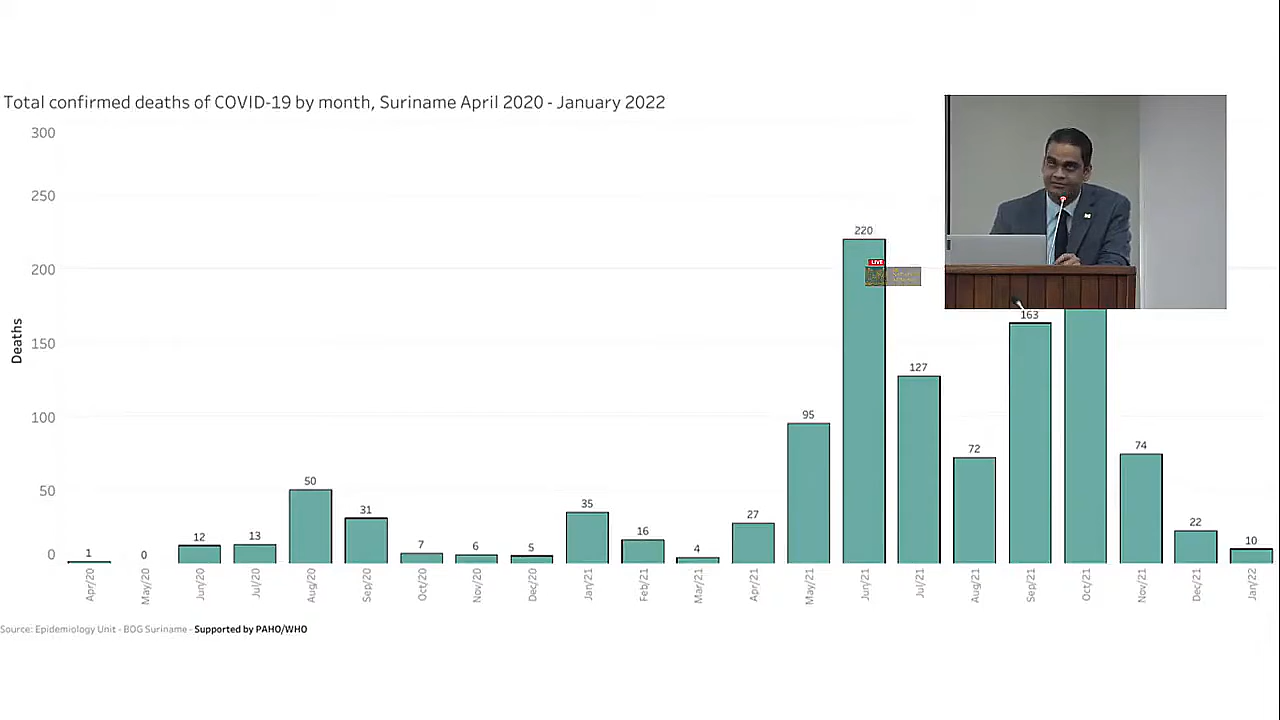 Total confirmed deaths of COVID-19 by month, Suriname April 2020 - January 2022
300
250
200
150
100
50
0
Deaths
1
0
12
13
50
31
7
6
5
35
16
4
27
95
220
127
72
163
74
22
10
LIVE
Apr/20
May/20
Jun/20
Jul/20
Aug/20
Sep/20
Oct/20
Nov/20
Dec/20
Jan/21
Feb/21
Mar/21
Apr/21
May/21
Jun/21
Jul/21
Aug/21
Sep/21
Oct/21
Nov/21
Dec/21
Jan/22
Source: Epidemiology Unit - BOG Suriname - Supported by PAHO/WHO